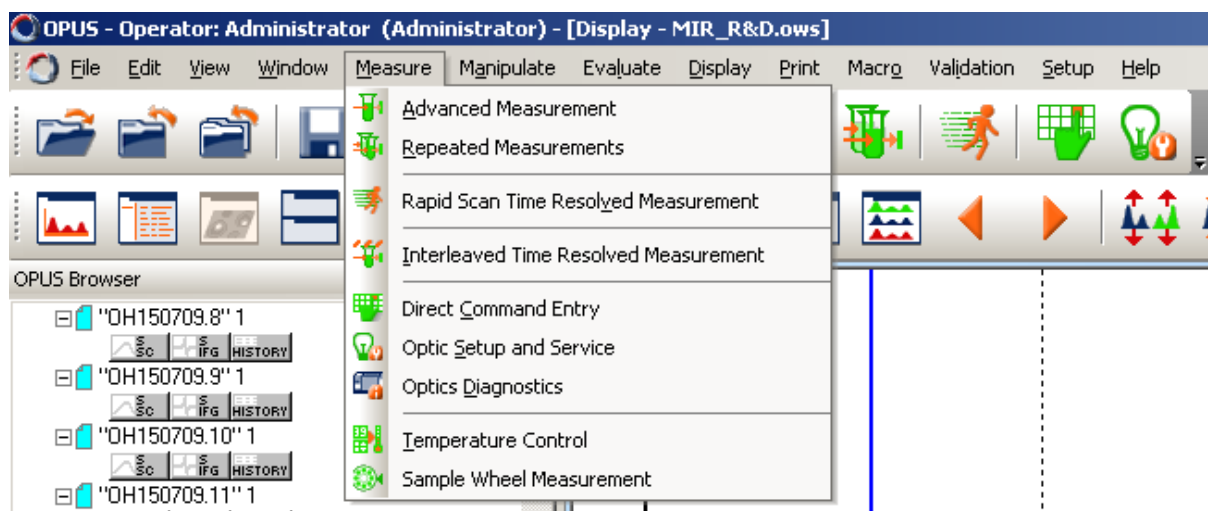 OPUS - Operator: Administrator (Administrator) - [Display - MIR_R&D.ows]
File Edit View Window Measure Manipulate Evaluate Display Print Macro Validation Setup Help
Advanced Measurement
Repeated Measurements
Rapid Scan Time Resolved Measurement
Interleaved Time Resolved Measurement
Direct Command Entry
Optic Setup and Service
Optics Diagnostics
Temperature Control
Sample Wheel Measurement
OPUS Browser
"OH150709.8" 1
S SC S IFG HISTORY
"OH150709.9" 1
S SC S IFG HISTORY
"OH150709.10" 1
S SC S IFG HISTORY
"OH150709.11" 1